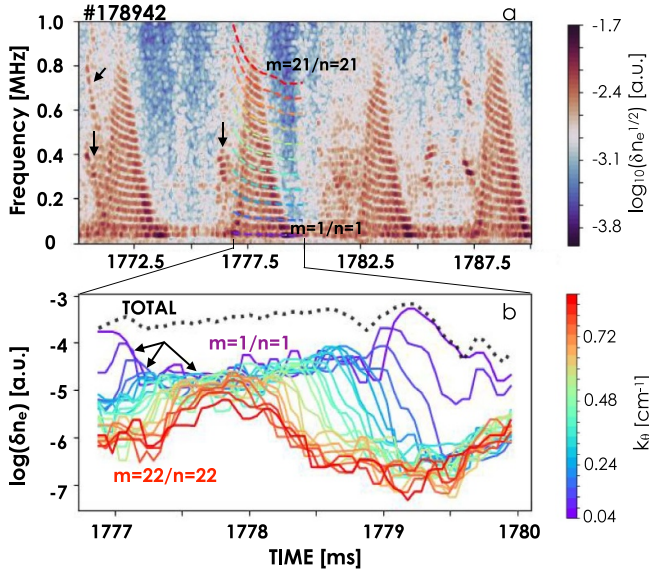 #178942
a
1.0
0.8
0.6
0.4
0.2
0
Frequency [MHz]
m=21/n=21
m=1/n=1
1772.5
1777.5
1782.5
1787.5
-1.7
-2.4
-3.1
-3.8
log₁₀(δnₑ¹/²) [a.u.]
b
-3
-4
-5
-6
-7
log(δnₑ) [a.u.]
TOTAL
m=1/n=1
m=22/n=22
1777
1778
1779
1780
TIME [ms]
0.72
0.48
0.24
0.04
kθ [cm⁻¹]